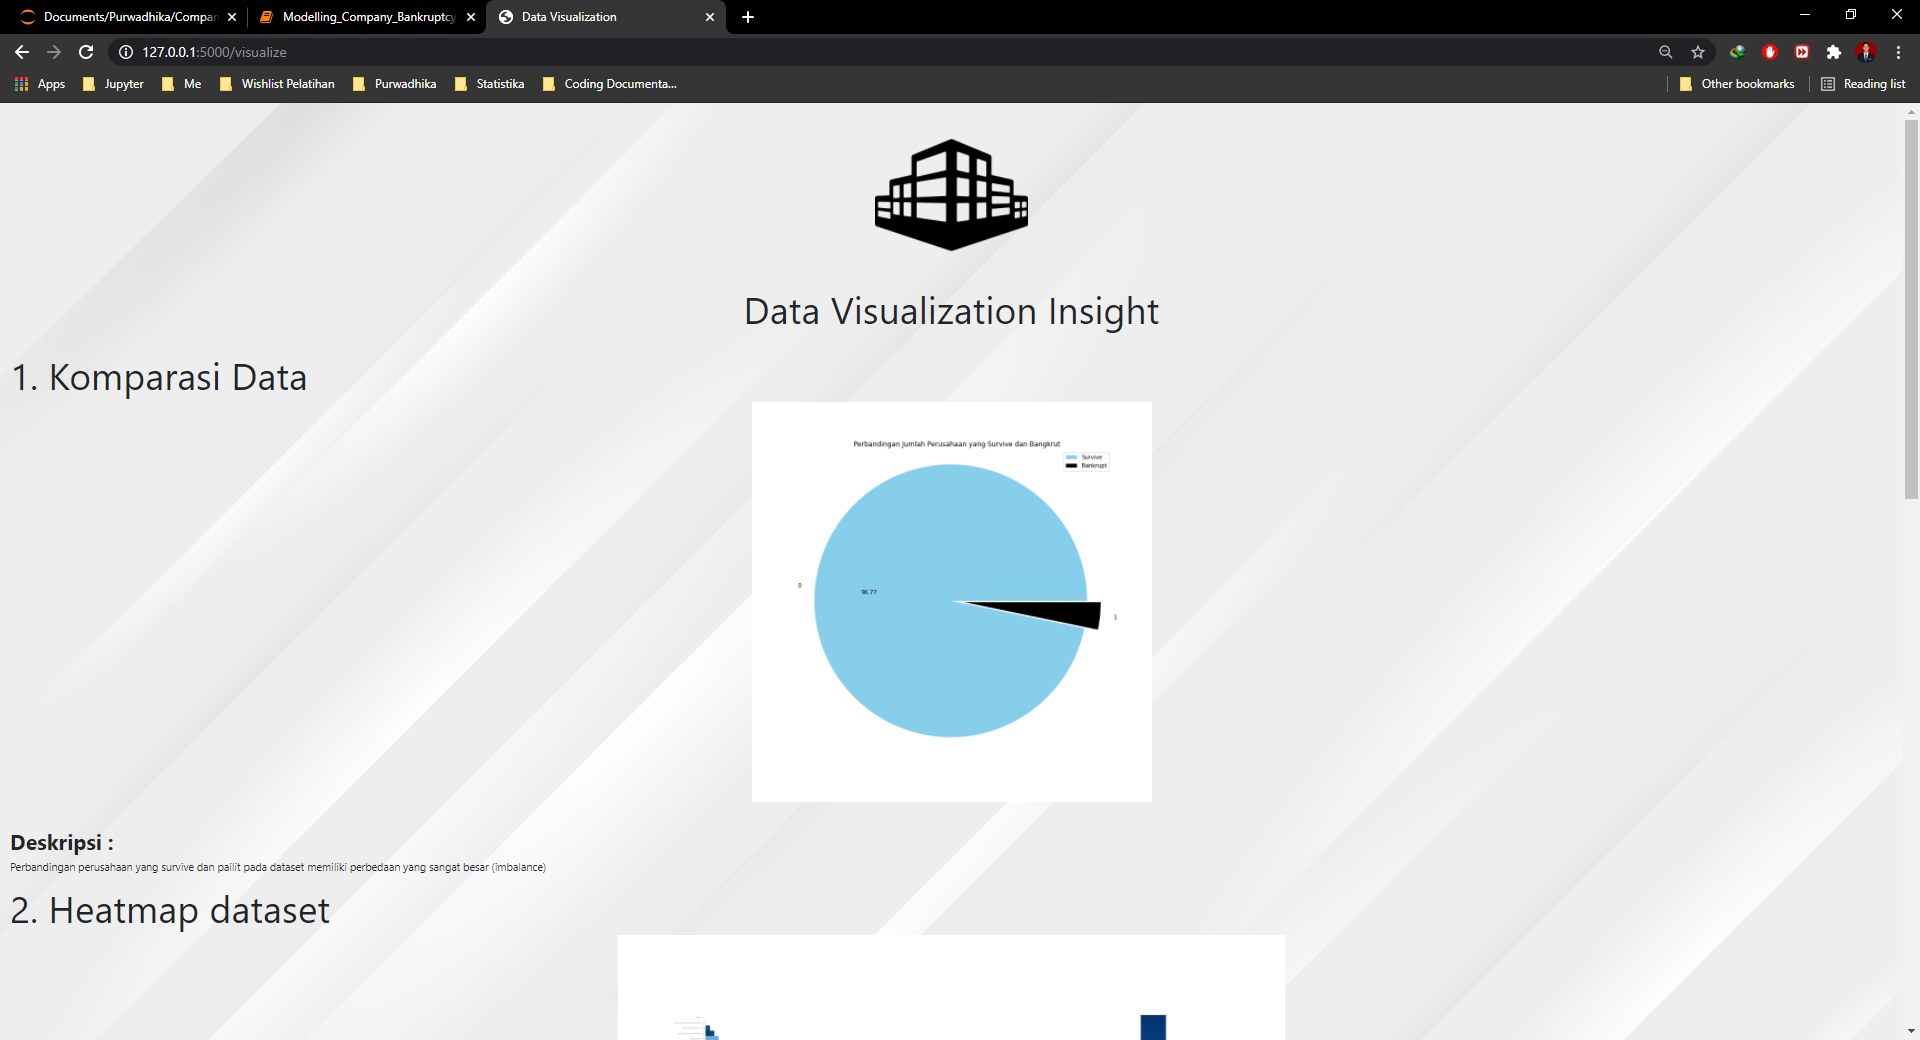 Documents/Purwadhika/Compan
Modelling_Company_Bankruptcy
Data Visualization
127.0.0.1:5000/visualize
Apps
Jupyter
Me
Wishlist Pelatihan
Purwadhika
Statistika
Coding Documenta...
Other bookmarks
Reading list
Data Visualization Insight
1. Komparasi Data
Perbandingan Jumlah Perusahaan yang Survive dan Bangkrut
Survive
Bankrupt
0
96.77
1
Deskripsi :
Perbandingan perusahaan yang survive dan pailit pada dataset memiliki perbedaan yang sangat besar (imbalance)
2. Heatmap dataset